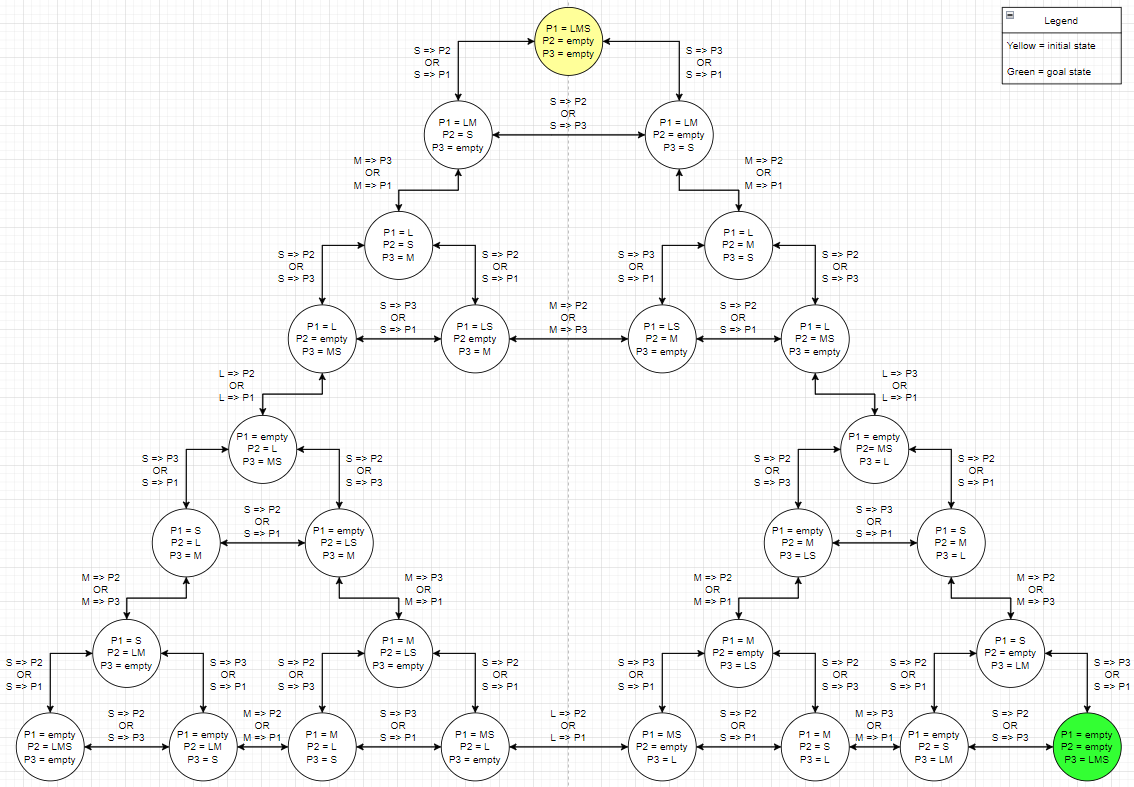 P1 = LMS
P2 = empty
P3 = empty
Legend
Yellow = initial state
Green = goal state
S => P2
OR
S => P1
S => P3
OR
S => P1
P1 = LM
P2 = S
P3 = empty
S => P2
OR
S => P3
P1 = LM
P2 = empty
P3 = S
M => P3
OR
M => P1
M => P2
OR
M => P1
P1 = L
P2 = S
P3 = M
P1 = L
P2 = M
P3 = S
S => P2
OR
S => P3
S => P2
OR
S => P1
S => P3
OR
S => P1
S => P2
OR
S => P3
P1 = L
P2 = empty
P3 = MS
S => P3
OR
S => P1
P1 = LS
P2 empty
P3 = M
M => P2
OR
M => P3
P1 = LS
P2 = M
P3 = empty
S => P2
OR
S => P1
P1 = L
P2 = MS
P3 = empty
L => P2
OR
L => P1
L => P3
OR
L => P1
P1 = empty
P2 = L
P3 = MS
P1 = empty
P2= MS
P3 = L
S => P3
OR
S => P1
S => P2
OR
S => P3
S => P2
OR
S => P3
S => P2
OR
S => P1
P1 = S
P2 = L
P3 = M
S => P2
OR
S => P1
P1 = empty
P2 = LS
P3 = M
P1 = empty
P2 = M
P3 = LS
S => P3
OR
S => P1
P1 = S
P2 = M
P3 = L
M => P2
OR
M => P3
M => P3
OR
M => P1
M => P2
OR
M => P1
M => P2
OR
M => P3
P1 = S
P2 = LM
P3 = empty
P1 = M
P2 = LS
P3 = empty
P1 = M
P2 = empty
P3 = LS
P1 = S
P2 = empty
P3 = LM
S => P2
OR
S => P1
S => P3
OR
S => P1
S => P2
OR
S => P3
S => P2
OR
S => P1
S => P3
OR
S => P1
S => P2
OR
S => P3
S => P2
OR
S => P1
S => P3
OR
S => P1
P1 = empty
P2 = LMS
P3 = empty
S => P2
OR
S => P3
P1 = empty
P2 = LM
P3 = S
M => P2
OR
M => P1
P1 = M
P2 = L
P3 = S
S => P3
OR
S => P1
P1 = MS
P2 = L
P3 = empty
L => P2
OR
L => P1
P1 = MS
P2 = empty
P3 = L
S => P2
OR
S => P1
P1 = M
P2 = S
P3 = L
M => P3
OR
M => P1
P1 = empty
P2 = S
P3 = LM
S => P2
OR
S => P3
P1 = empty
P2 = empty
P3 = LMS